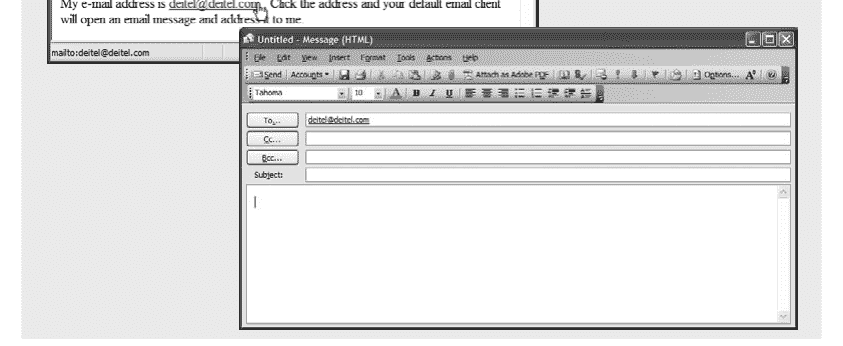 My e-mail address is deitel@deitel.com. Click the address and your default email client
will open an email message and address it to me.
mailto:deitel@deitel.com
Untitled - Message (HTML)
File Edit View Insert Format Tools Actions Help
Send Accounts Attach as Adobe PDF Options...
Tahoma 10 A B I U
To...
deitel@deitel.com
Cc...
Bcc...
Subject: